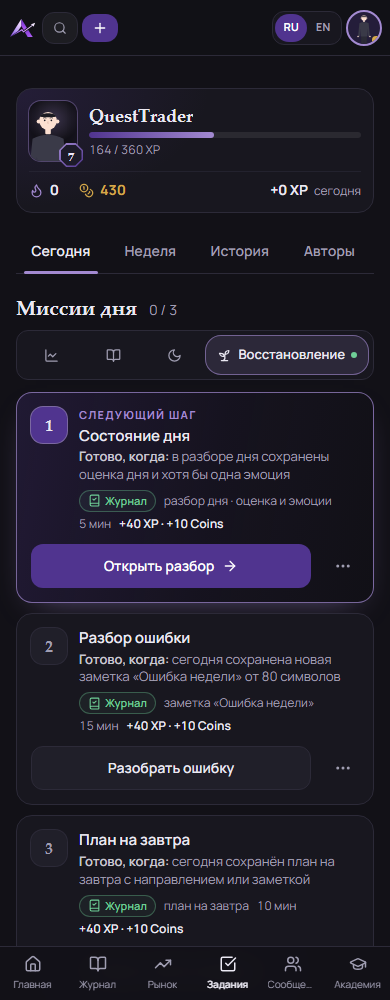 RU EN
QuestTrader
7
164 / 360 XP
0 430 +0 XP сегодня
Сегодня Неделя История Авторы
Миссии дня 0 / 3
Восстановление
1
СЛЕДУЮЩИЙ ШАГ
Состояние дня
Готово, когда: в разборе дня сохранены
оценка дня и хотя бы одна эмоция
Журнал разбор дня · оценка и эмоции
5 мин +40 XP · +10 Coins
Открыть разбор →
2
Разбор ошибки
Готово, когда: сегодня сохранена новая
заметка «Ошибка недели» от 80 символов
Журнал заметка «Ошибка недели»
15 мин +40 XP · +10 Coins
Разобрать ошибку
3
План на завтра
Готово, когда: сегодня сохранён план на
завтра с направлением или заметкой
Журнал план на завтра 10 мин
+40 XP · +10 Coins
Главная Журнал Рынок Задания Сообще... Академия